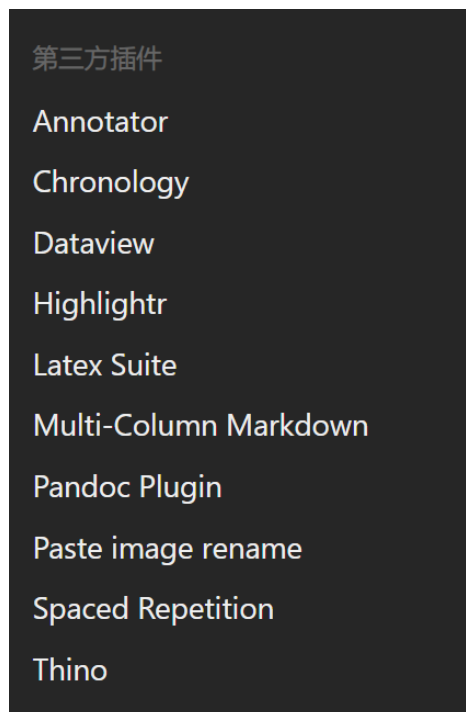 第三方插件
Annotator
Chronology
Dataview
Highlightr
Latex Suite
Multi-Column Markdown
Pandoc Plugin
Paste image rename
Spaced Repetition
Thino